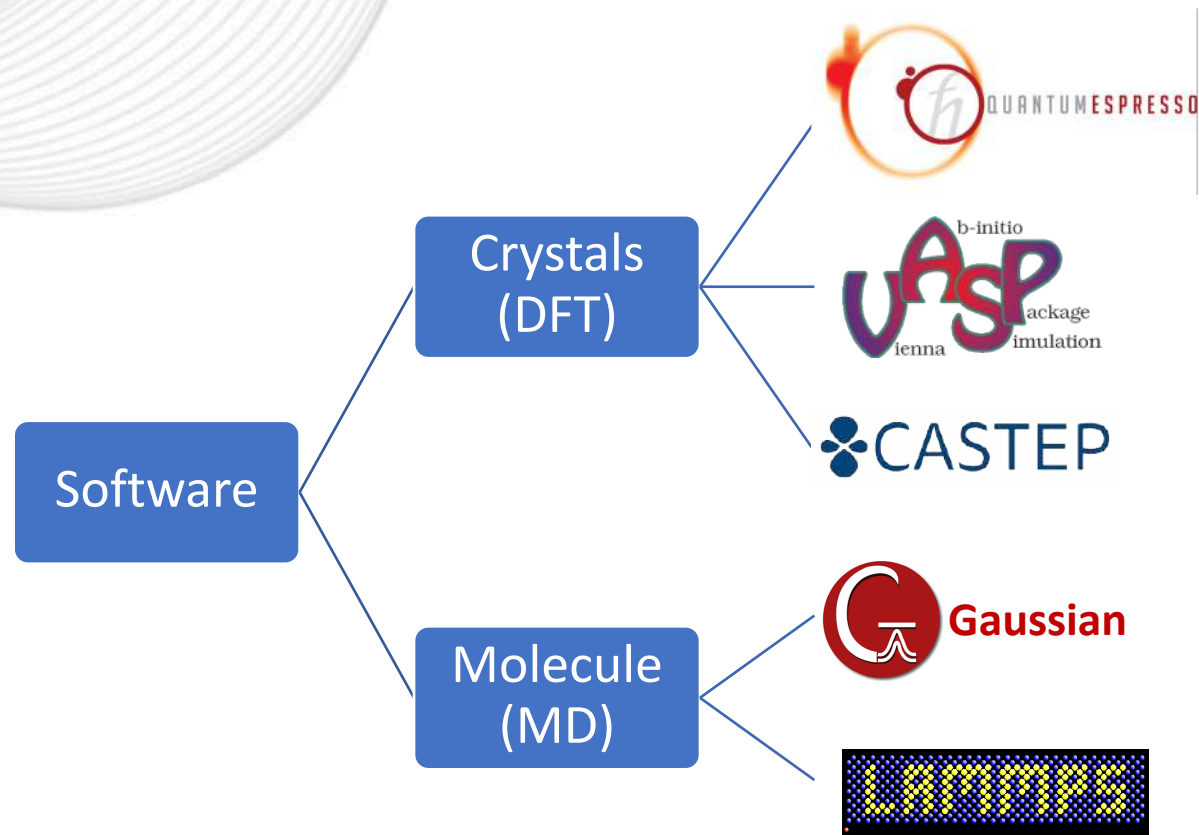 QUANTUMESPRESSO
Crystals
(DFT)
b-initio
VASP
ackage
ienna
imulation
CASTEP
Software
Gaussian
Molecule
(MD)
LAMMPS